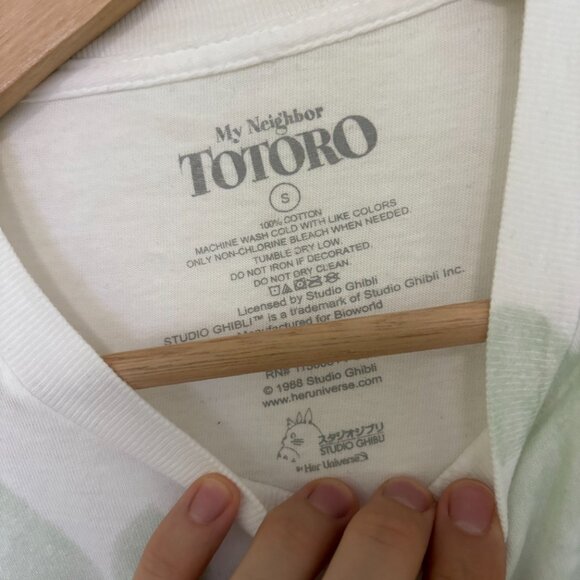 My Neighbor
TOTORO
S
100% COTTON
MACHINE WASH COLD WITH LIKE COLORS
ONLY NON-CHLORINE BLEACH WHEN NEEDED.
TUMBLE DRY LOW.
DO NOT IRON IF DECORATED.
DO NOT DRY CLEAN.
Licensed by Studio Ghibli
STUDIO GHIBLI™ is a trademark of Studio Ghibli Inc.
Manufactured for Bioworld
RN#
© 1988 Studio Ghibli
www.heruniverse.com
スタジオジブリ
STUDIO GHIBLI
BY Her Universe